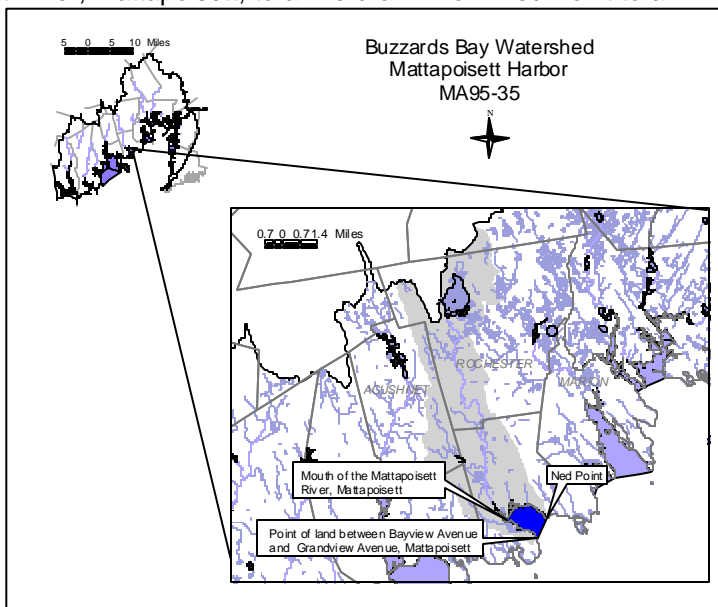 5 0 5 10 Miles
Buzzards Bay Watershed
Mattapoisett Harbor
MA95-35
N
0.7 0 0.71.4 Miles
ROCHESTER
MARION
ACUSHNET
Mouth of the Mattapoisett
River, Mattapoisett
Ned Point
Point of land between Bayview Avenue
and Grandview Avenue, Mattapoisett